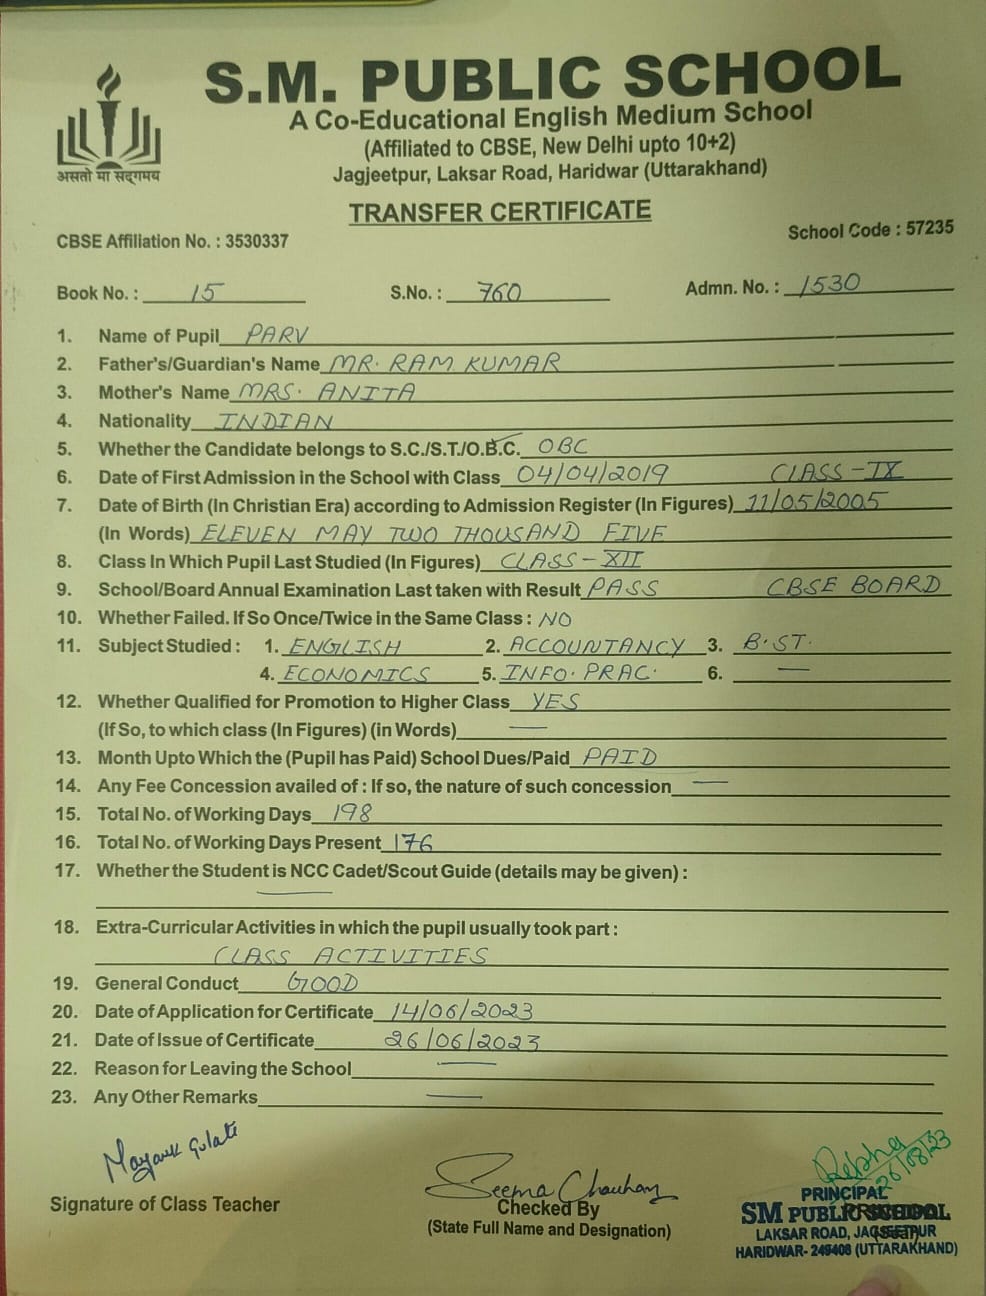 S.M. PUBLIC SCHOOL
A Co-Educational English Medium School
(Affiliated to CBSE, New Delhi upto 10+2)
असतो मा सद्गमय
Jagjeetpur, Laksar Road, Haridwar (Uttarakhand)
TRANSFER CERTIFICATE
CBSE Affiliation No. : 3530337 School Code : 57235
Book No. : 15 S.No. : 760 Admn. No. : 1530
1. Name of Pupil PARV
2. Father's/Guardian's Name MR. RAM KUMAR
3. Mother's Name MRS. ANITA
4. Nationality INDIAN
5. Whether the Candidate belongs to S.C./S.T./O.B.C. OBC
6. Date of First Admission in the School with Class 04/04/2019 CLASS-IX
7. Date of Birth (In Christian Era) according to Admission Register (In Figures) 11/05/2005
(In Words) ELEVEN MAY TWO THOUSAND FIVE
8. Class In Which Pupil Last Studied (In Figures) CLASS-XII
9. School/Board Annual Examination Last taken with Result PASS CBSE BOARD
10. Whether Failed. If So Once/Twice in the Same Class : NO
11. Subject Studied : 1. ENGLISH 2. ACCOUNTANCY 3. B.ST.
4. ECONOMICS 5. INFO. PRAC. 6. —
12. Whether Qualified for Promotion to Higher Class YES
(If So, to which class (In Figures) (in Words) —
13. Month Upto Which the (Pupil has Paid) School Dues/Paid PAID
14. Any Fee Concession availed of : If so, the nature of such concession —
15. Total No. of Working Days 198
16. Total No. of Working Days Present 176
17. Whether the Student is NCC Cadet/Scout Guide (details may be given) :
—
18. Extra-Curricular Activities in which the pupil usually took part :
CLASS ACTIVITIES
19. General Conduct GOOD
20. Date of Application for Certificate 14/06/2023
21. Date of Issue of Certificate 26/06/2023
22. Reason for Leaving the School —
23. Any Other Remarks —
Mayank Gulati
Seema Chauhan
26/08/23
Signature of Class Teacher
Checked By
(State Full Name and Designation)
PRINCIPAL
SM PUBLIC SCHOOL
LAKSAR ROAD, JAGJEETPUR
HARIDWAR- 249408 (UTTARAKHAND)